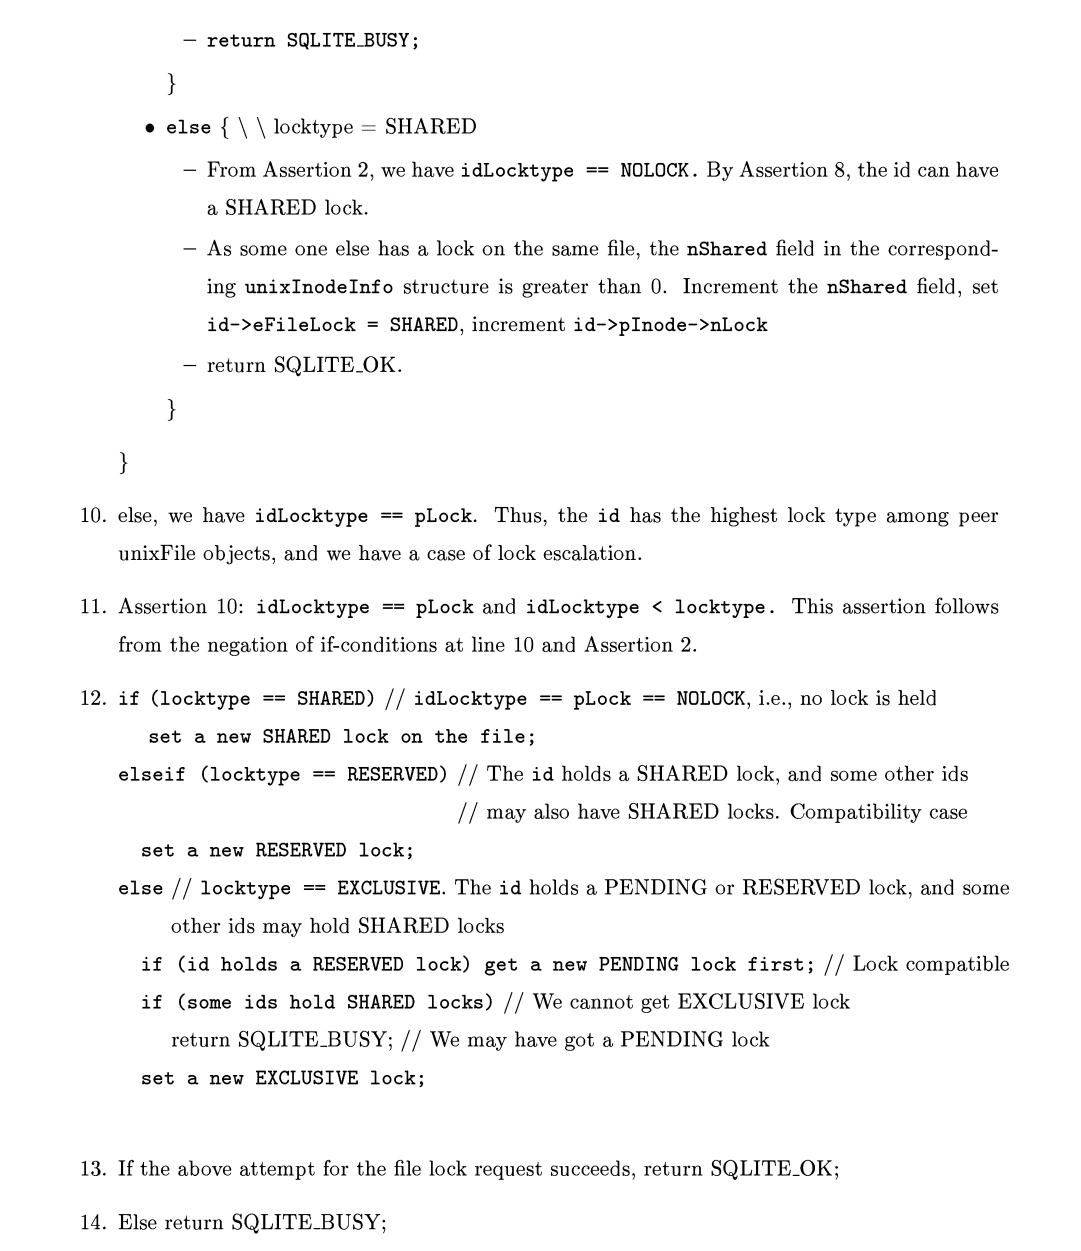 – return SQLITE_BUSY;
}
• else { \ \ locktype = SHARED
– From Assertion 2, we have idLocktype == NOLOCK. By Assertion 8, the id can have
a SHARED lock.
– As some one else has a lock on the same file, the nShared field in the correspond-
ing unixInodeInfo structure is greater than 0. Increment the nShared field, set
id->eFileLock = SHARED, increment id->pInode->nLock
– return SQLITE_OK.
}
}
10. else, we have idLocktype == pLock. Thus, the id has the highest lock type among peer
unixFile objects, and we have a case of lock escalation.
11. Assertion 10: idLocktype == pLock and idLocktype < locktype. This assertion follows
from the negation of if-conditions at line 10 and Assertion 2.
12. if (locktype == SHARED) // idLocktype == pLock == NOLOCK, i.e., no lock is held
set a new SHARED lock on the file;
elseif (locktype == RESERVED) // The id holds a SHARED lock, and some other ids
// may also have SHARED locks. Compatibility case
set a new RESERVED lock;
else // locktype == EXCLUSIVE. The id holds a PENDING or RESERVED lock, and some
other ids may hold SHARED locks
if (id holds a RESERVED lock) get a new PENDING lock first; // Lock compatible
if (some ids hold SHARED locks) // We cannot get EXCLUSIVE lock
return SQLITE_BUSY; // We may have got a PENDING lock
set a new EXCLUSIVE lock;
13. If the above attempt for the file lock request succeeds, return SQLITE_OK;
14. Else return SQLITE_BUSY;